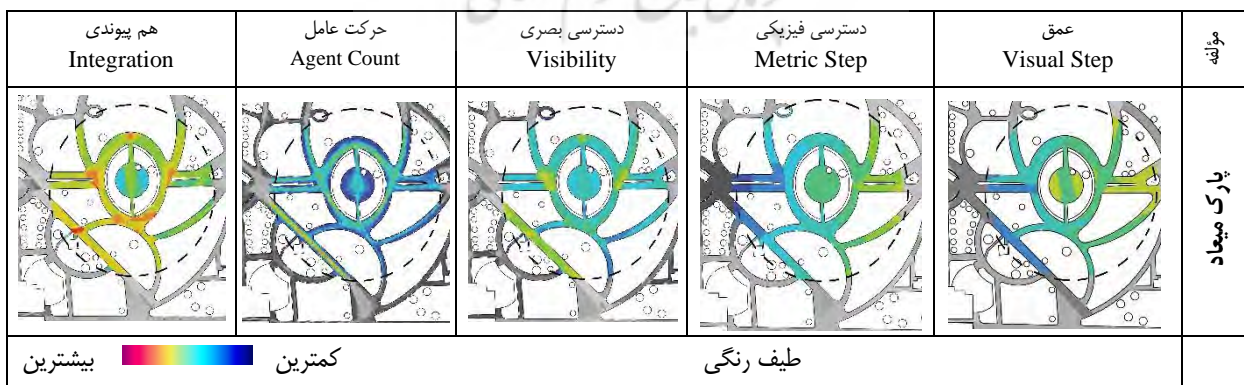 مؤلفه
عمق
Visual Step
دسترسی فیزیکی
Metric Step
دسترسی بصری
Visibility
حرکت عامل
Agent Count
هم پیوندی
Integration
پارک میعاد
طیف رنگی
کمترین
بیشترین